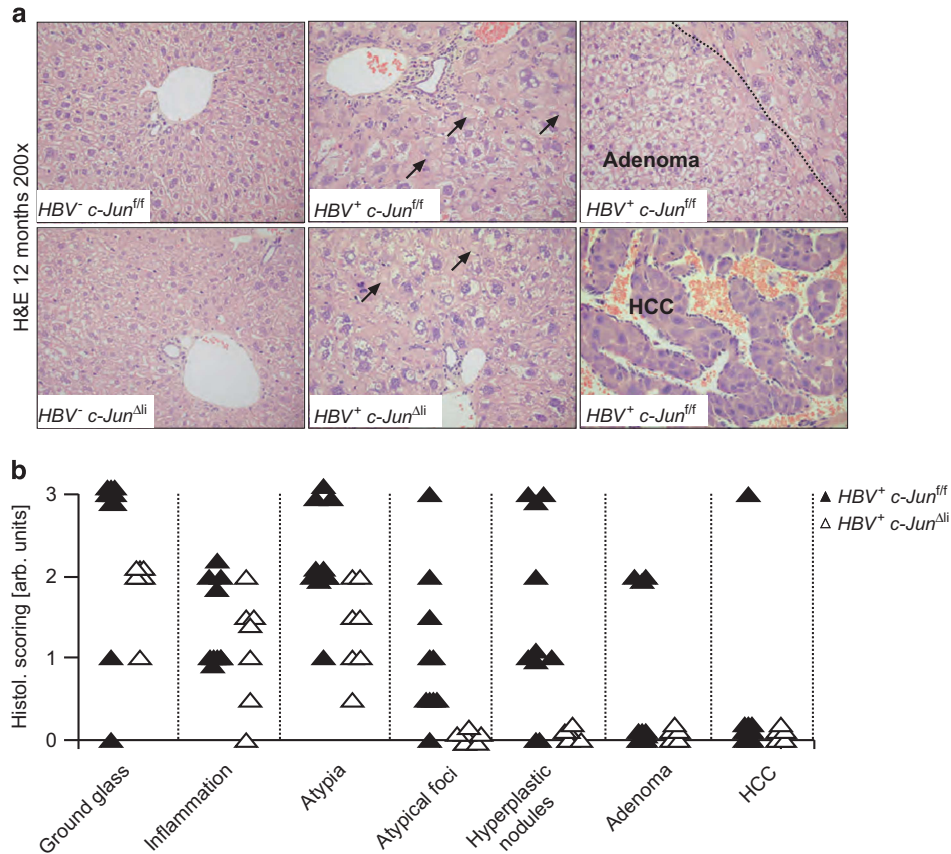 a
H&E 12 months 200x
HBV⁻ c-Junᶠ/ᶠ
HBV⁺ c-Junᶠ/ᶠ
Adenoma
HBV⁺ c-Junᶠ/ᶠ
HBV⁻ c-Jun^Δli
HBV⁺ c-Jun^Δli
HCC
HBV⁺ c-Junᶠ/ᶠ
b
Histol. scoring [arb. units]
3
2
1
0
Ground glass
Inflammation
Atypia
Atypical foci
Hyperplastic
nodules
Adenoma
HCC
HBV⁺ c-Junᶠ/ᶠ
HBV⁺ c-Jun^Δli